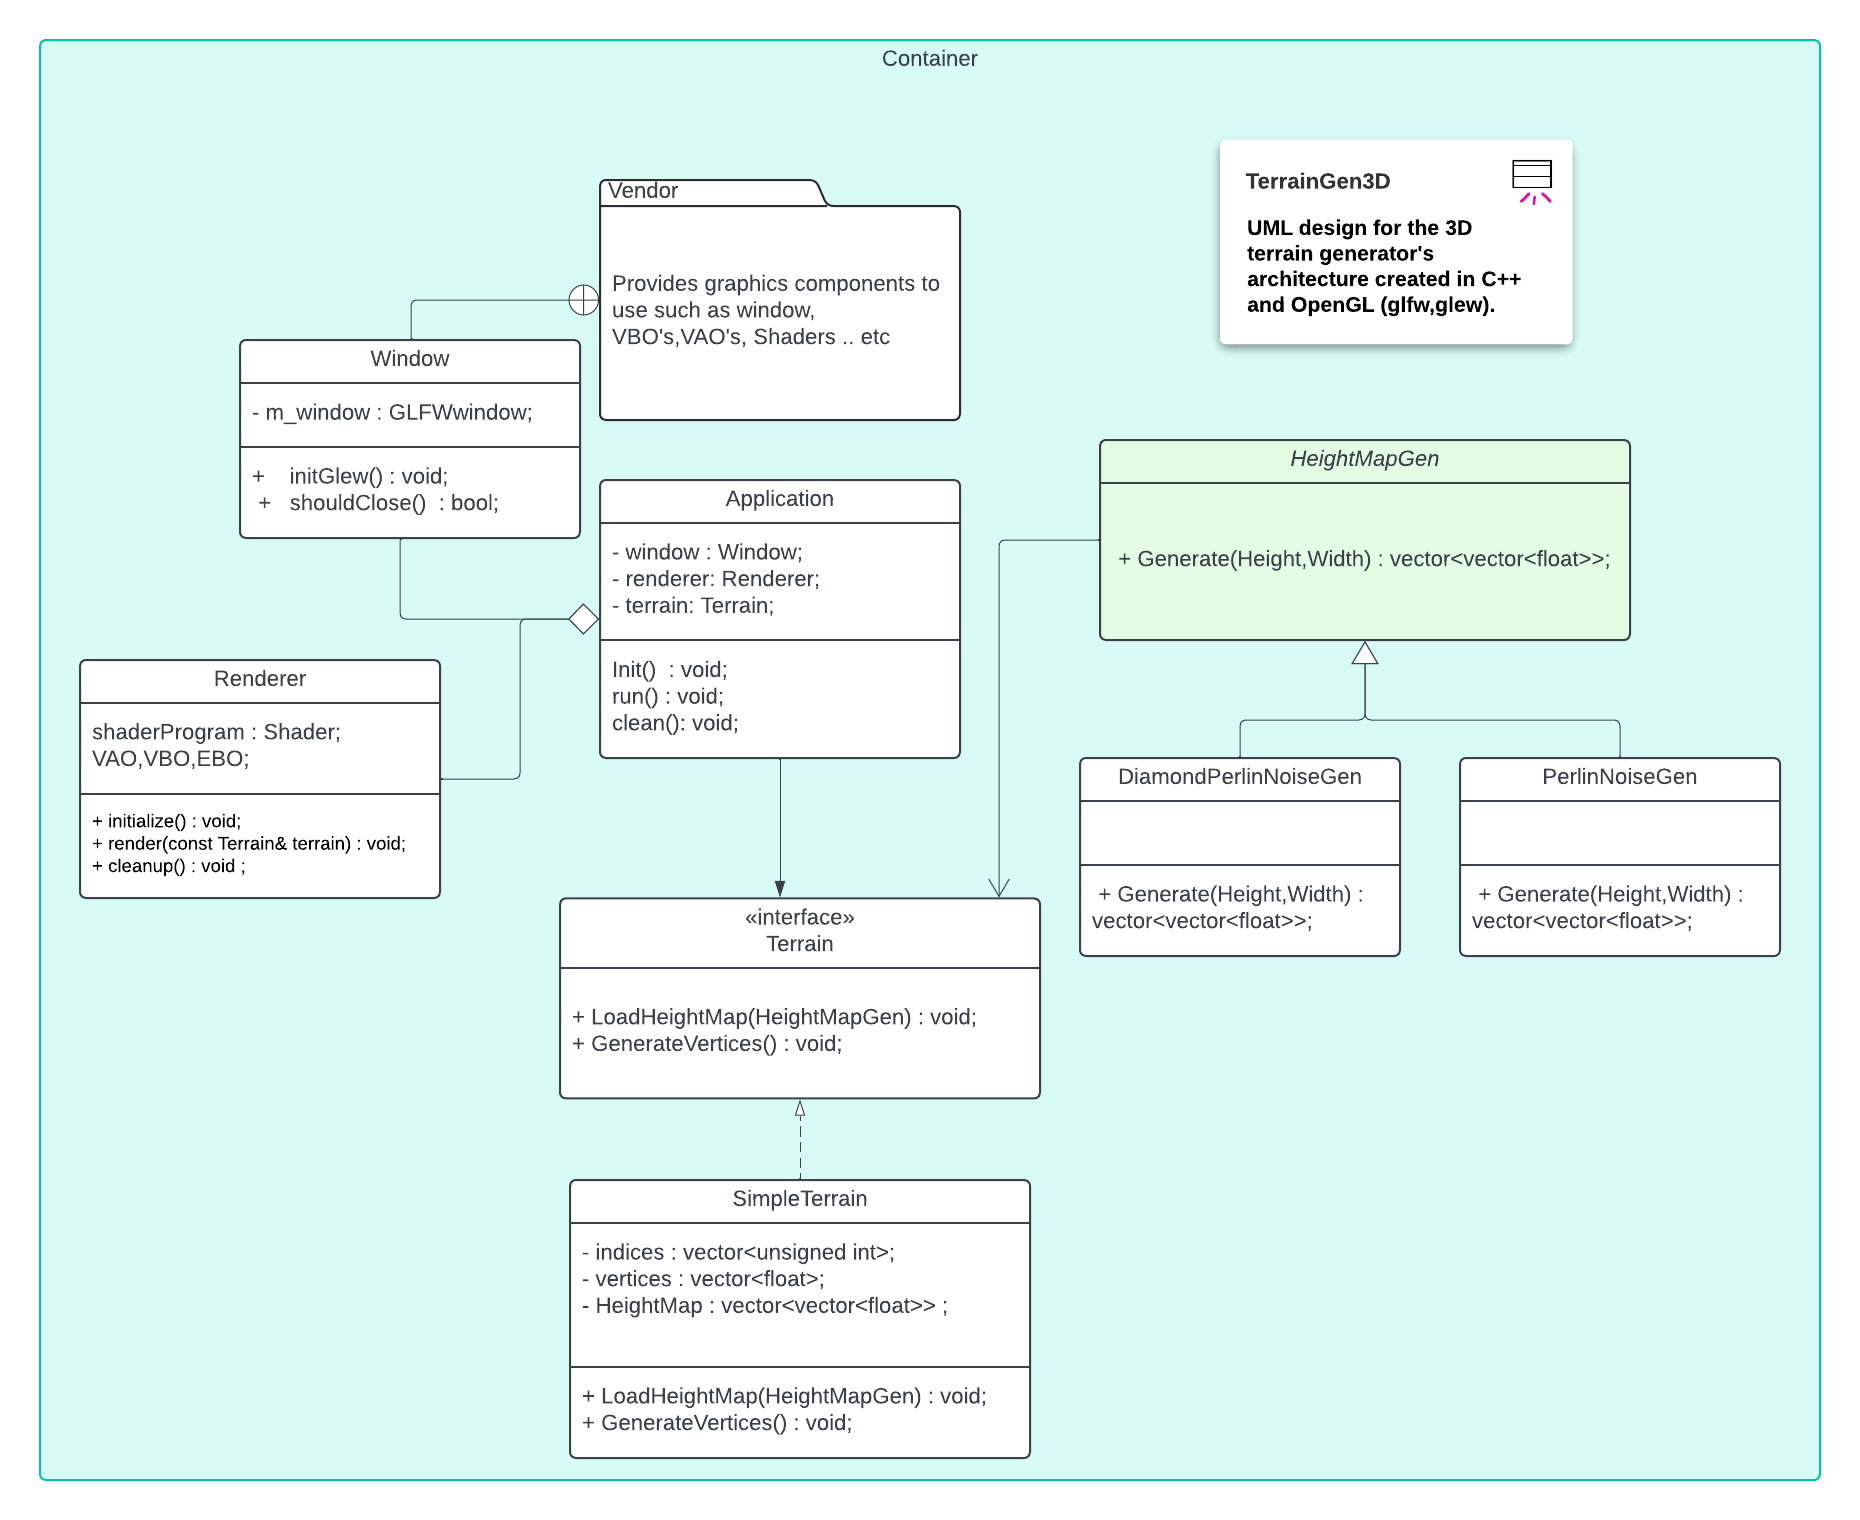 Container
TerrainGen3D
UML design for the 3D
terrain generator's
architecture created in C++
and OpenGL (glfw,glew).
Vendor
Provides graphics components to
use such as window,
VBO's,VAO's, Shaders .. etc
Window
- m_window : GLFWwindow;
+ initGlew() : void;
+ shouldClose() : bool;
Application
- window : Window;
- renderer: Renderer;
- terrain: Terrain;
Init() : void;
run() : void;
clean(): void;
HeightMapGen
+ Generate(Height,Width) : vector<vector<float>>;
Renderer
shaderProgram : Shader;
VAO,VBO,EBO;
+ initialize() : void;
+ render(const Terrain& terrain) : void;
+ cleanup() : void ;
DiamondPerlinNoiseGen
+ Generate(Height,Width) :
vector<vector<float>>;
PerlinNoiseGen
+ Generate(Height,Width) :
vector<vector<float>>;
«interface»
Terrain
+ LoadHeightMap(HeightMapGen) : void;
+ GenerateVertices() : void;
SimpleTerrain
- indices : vector<unsigned int>;
- vertices : vector<float>;
- HeightMap : vector<vector<float>> ;
+ LoadHeightMap(HeightMapGen) : void;
+ GenerateVertices() : void;